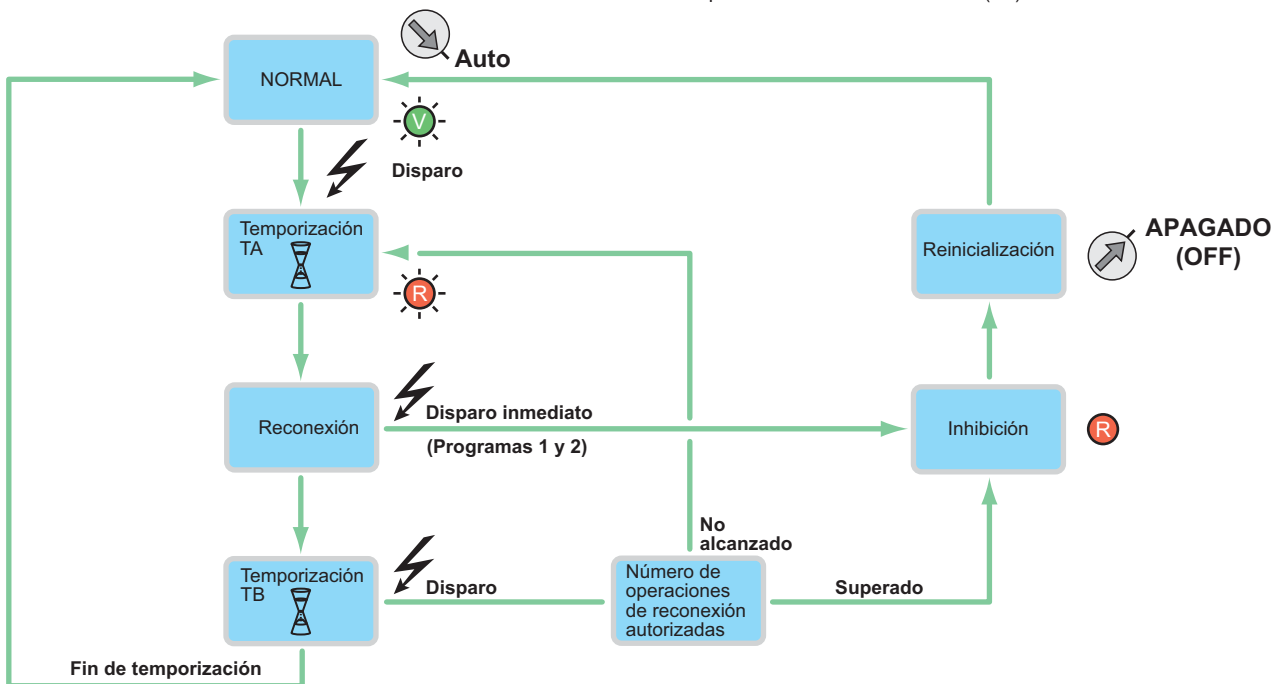 Auto
NORMAL
V
Disparo
Temporización
TA
R
Reinicialización
APAGADO
(OFF)
Reconexión
Disparo inmediato
(Programas 1 y 2)
Inhibición
R
No
alcanzado
Temporización
TB
Disparo
Número de
operaciones
de reconexión
autorizadas
Superado
Fin de temporización